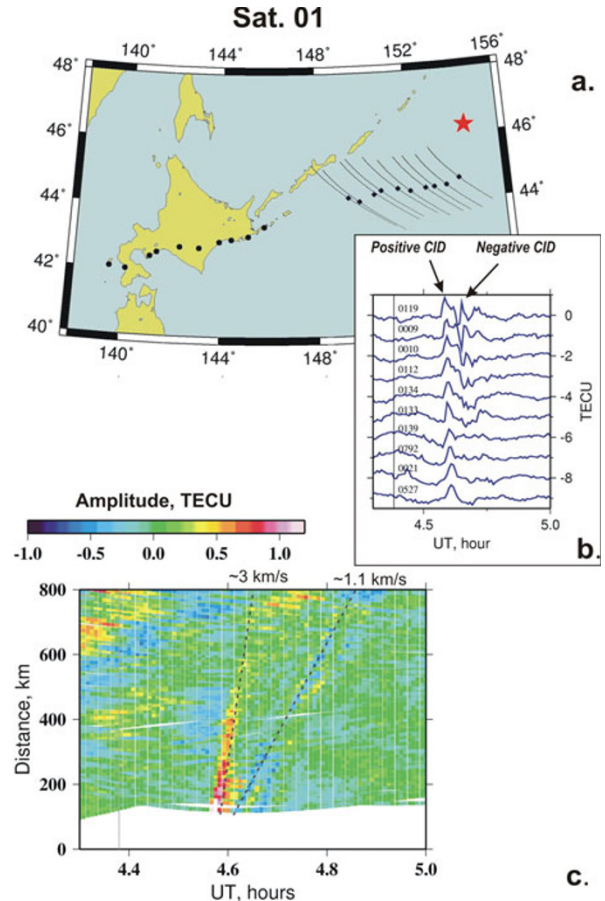 Sat. 01
140° 144° 148° 152° 156°
48° 48°
a.
46° 46°
44° 44°
42°
40°
140° 144° 148°
Positive CID Negative CID
0119 0
0009
0010 -2
0112
0134 -4
0133
0139 -6
0792
0021 -8
0527
TECU
4.5 5.0
UT, hour
b.
Amplitude, TECU
-1.0 -0.5 0.0 0.5 1.0
~3 km/s ~1.1 km/s
800
600
400
200
0
Distance, km
4.4 4.6 4.8 5.0
UT, hours
c.